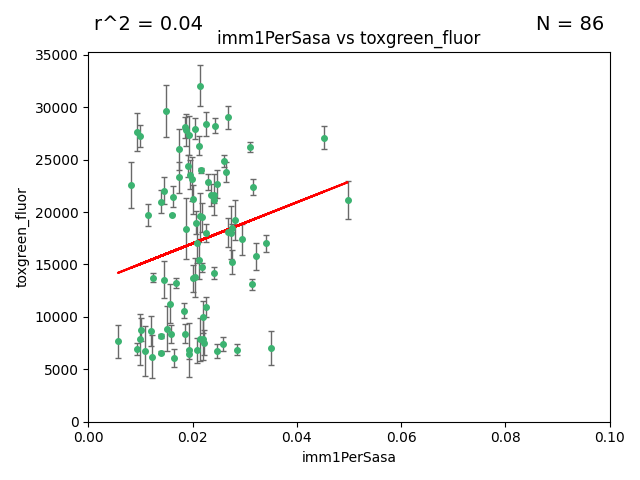 r^2 = 0.04
N = 86
imm1PerSasa vs toxgreen_fluor
35000
30000
25000
20000
15000
10000
5000
0
toxgreen_fluor
0.00 0.02 0.04 0.06 0.08 0.10
imm1PerSasa